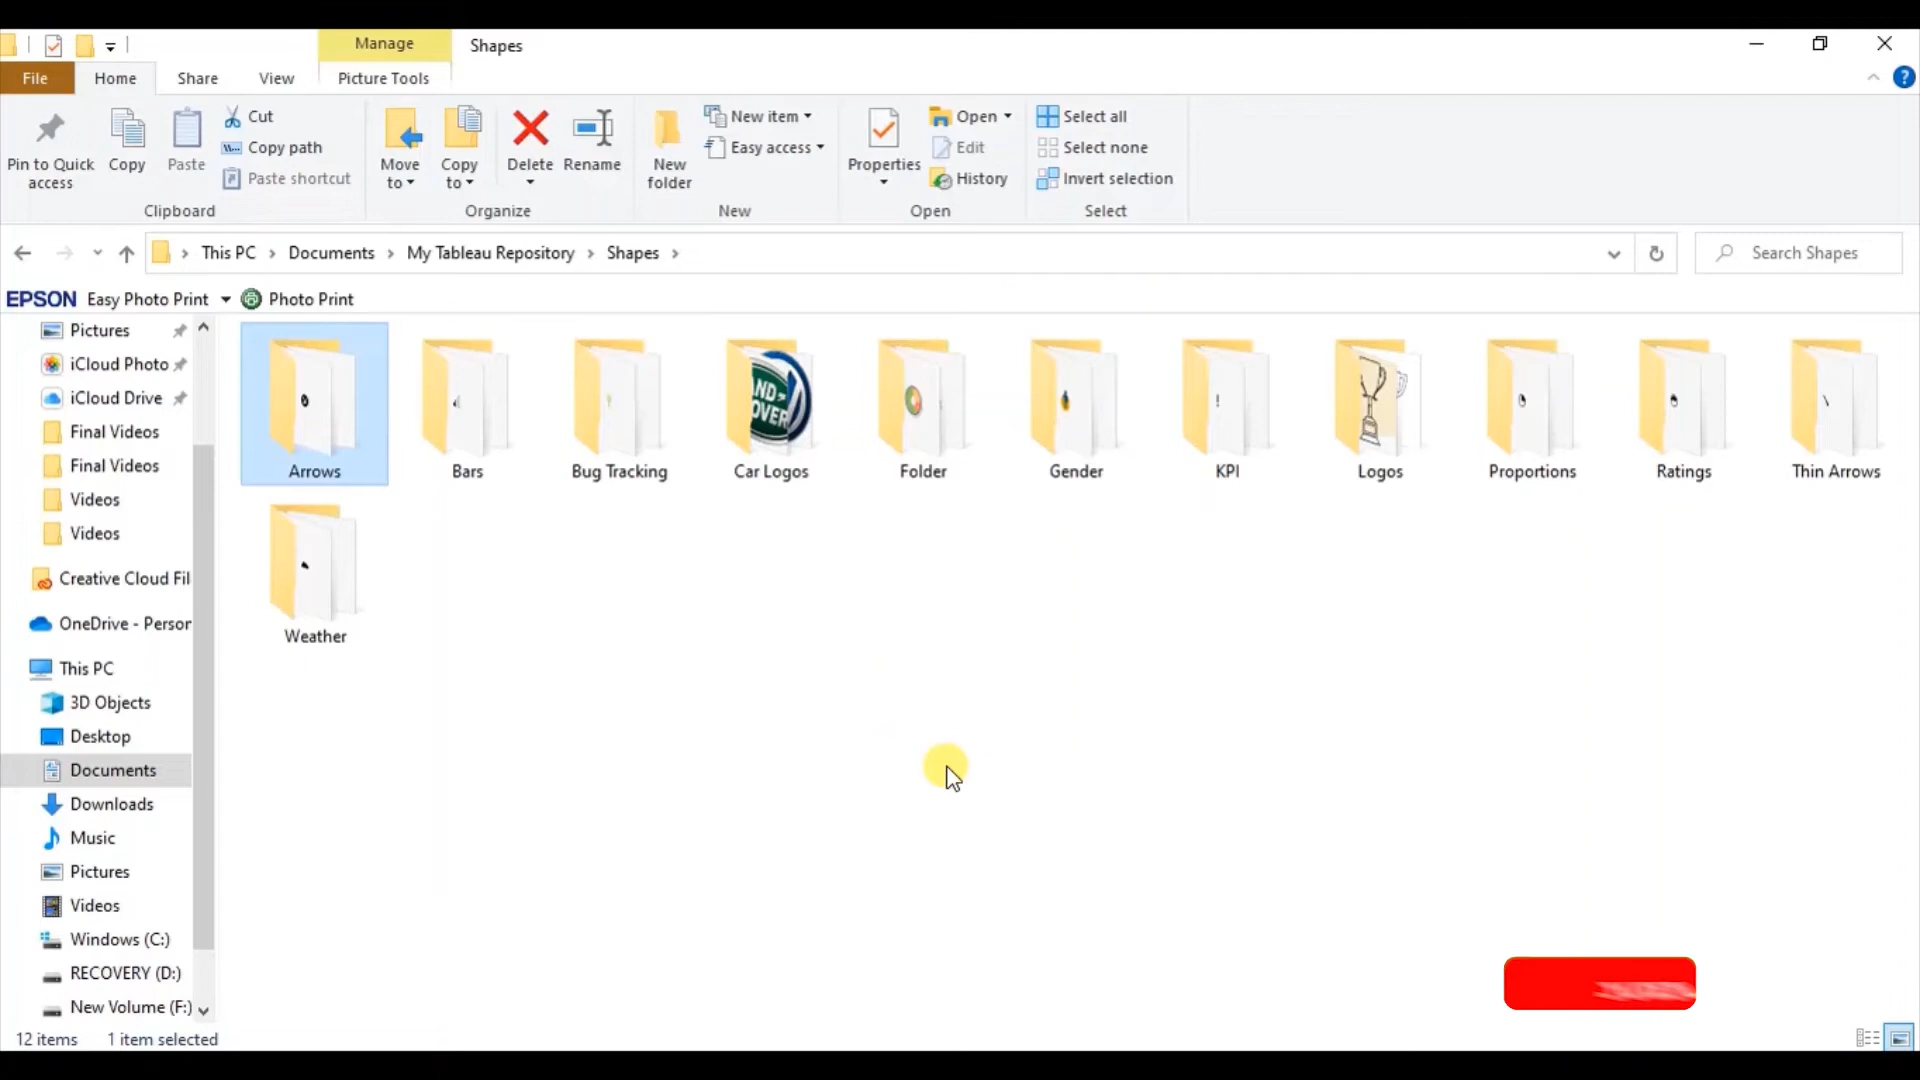 Manage
Shapes
File
Home
Share
View
Picture Tools
Pin to Quick access
Copy
Paste
Cut
Copy path
Paste shortcut
Clipboard
Move to
Copy to
Delete
Rename
Organize
New folder
New item
Easy access
New
Properties
Open
Edit
History
Open
Select all
Select none
Invert selection
Select
This PC > Documents > My Tableau Repository > Shapes >
Search Shapes
EPSON Easy Photo Print
Photo Print
Pictures
iCloud Photo
iCloud Drive
Final Videos
Final Videos
Videos
Videos
Creative Cloud Fil
OneDrive - Person
This PC
3D Objects
Desktop
Documents
Downloads
Music
Pictures
Videos
Windows (C:)
RECOVERY (D:)
New Volume (F:)
Arrows
Bars
Bug Tracking
Car Logos
Folder
Gender
KPI
Logos
Proportions
Ratings
Thin Arrows
Weather
12 items
1 item selected